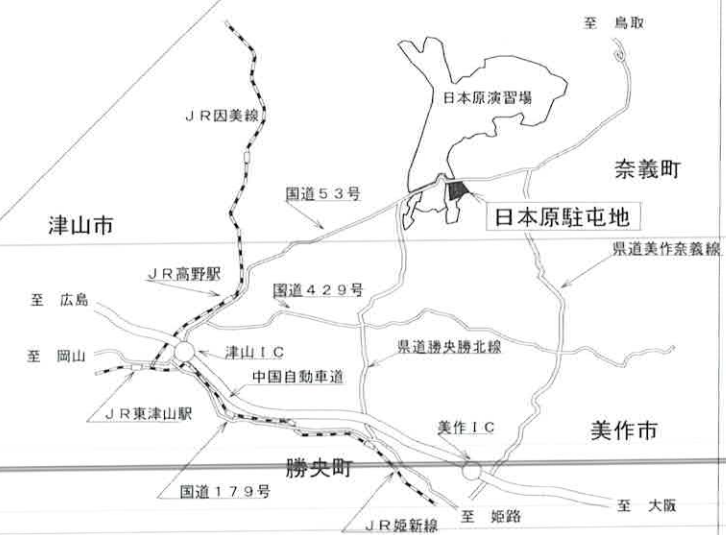 至　鳥取
日本原演習場
ＪＲ因美線
奈義町
国道５３号
日本原駐屯地
津山市
県道美作奈義線
ＪＲ高野駅
国道４２９号
至　広島
至　岡山
津山ＩＣ
県道勝央勝北線
中国自動車道
ＪＲ東津山駅
美作ＩＣ
美作市
勝央町
国道１７９号
至　大阪
至　姫路
ＪＲ姫新線